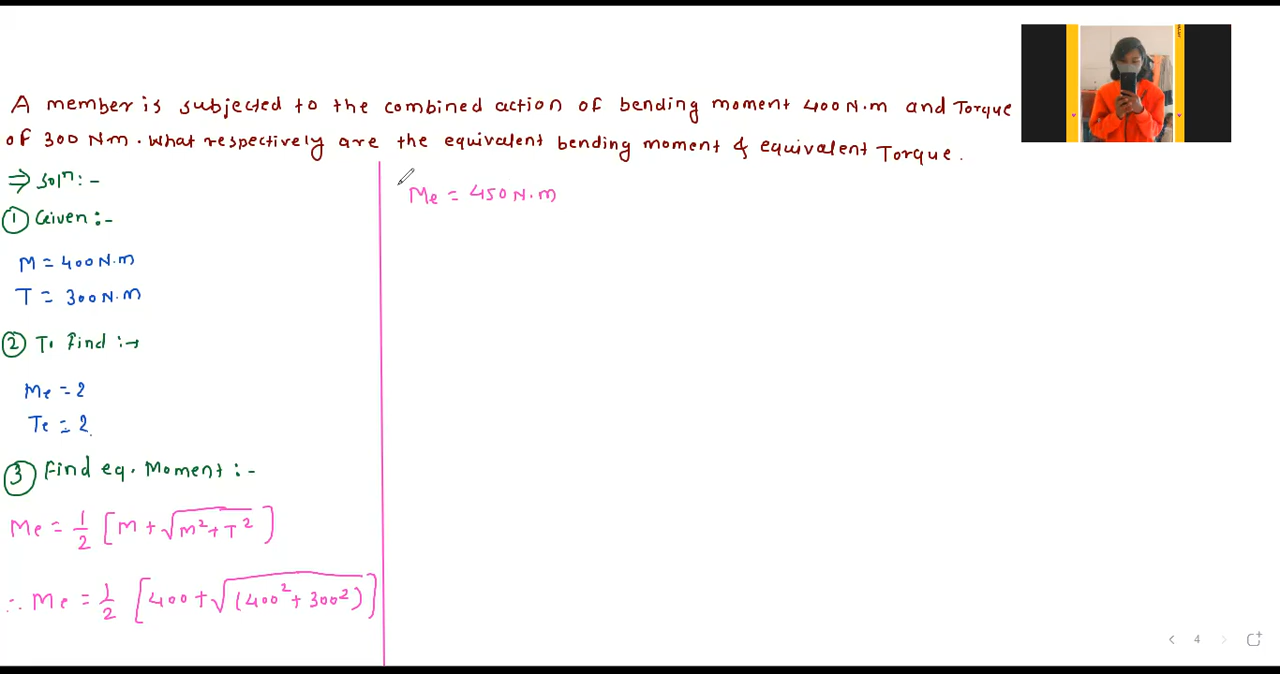 A member is subjected to the combined action of bending moment 400 N.m and Torque
of 300 Nm. What respectively are the equivalent bending moment & equivalent Torque.
⇒ Solⁿ :-
① Given :-
M = 400 N.m
T = 300 N.m
② To Find :→
Me = ?
Te = ?
③ Find eq. Moment :-
Me = 1/2 [M + √(m² + T²)]
∴ Me = 1/2 [400 + √(400² + 300²)]
Me = 450 N.m
4